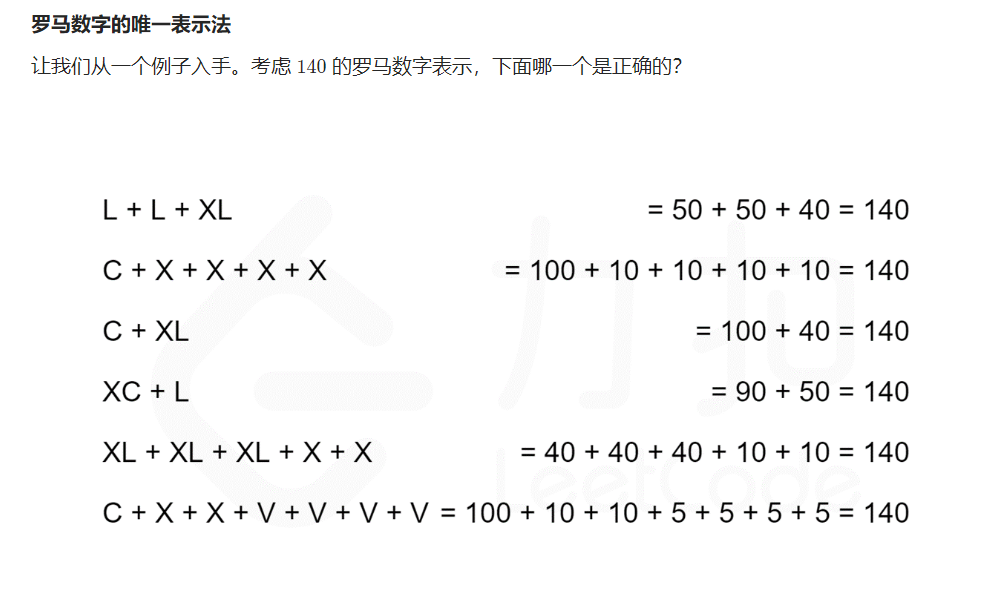 罗马数字的唯一表示法
让我们从一个例子入手。考虑 140 的罗马数字表示，下面哪一个是正确的？
L + L + XL = 50 + 50 + 40 = 140
C + X + X + X + X = 100 + 10 + 10 + 10 + 10 = 140
C + XL = 100 + 40 = 140
XC + L = 90 + 50 = 140
XL + XL + XL + X + X = 40 + 40 + 40 + 10 + 10 = 140
C + X + X + V + V + V + V = 100 + 10 + 10 + 5 + 5 + 5 + 5 = 140
力扣
LeetCode